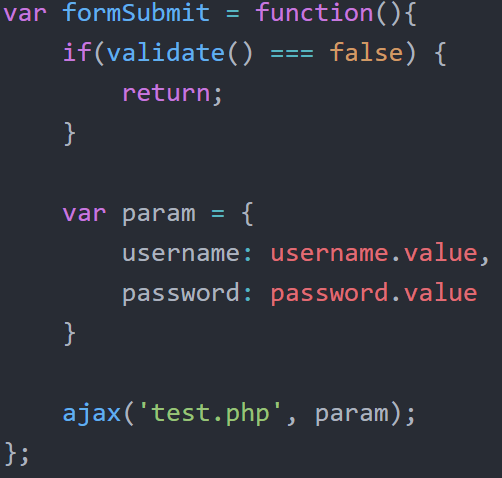 var formSubmit = function(){
    if(validate() === false) {
        return;
    }

    var param = {
        username: username.value,
        password: password.value
    }

    ajax('test.php', param);
};